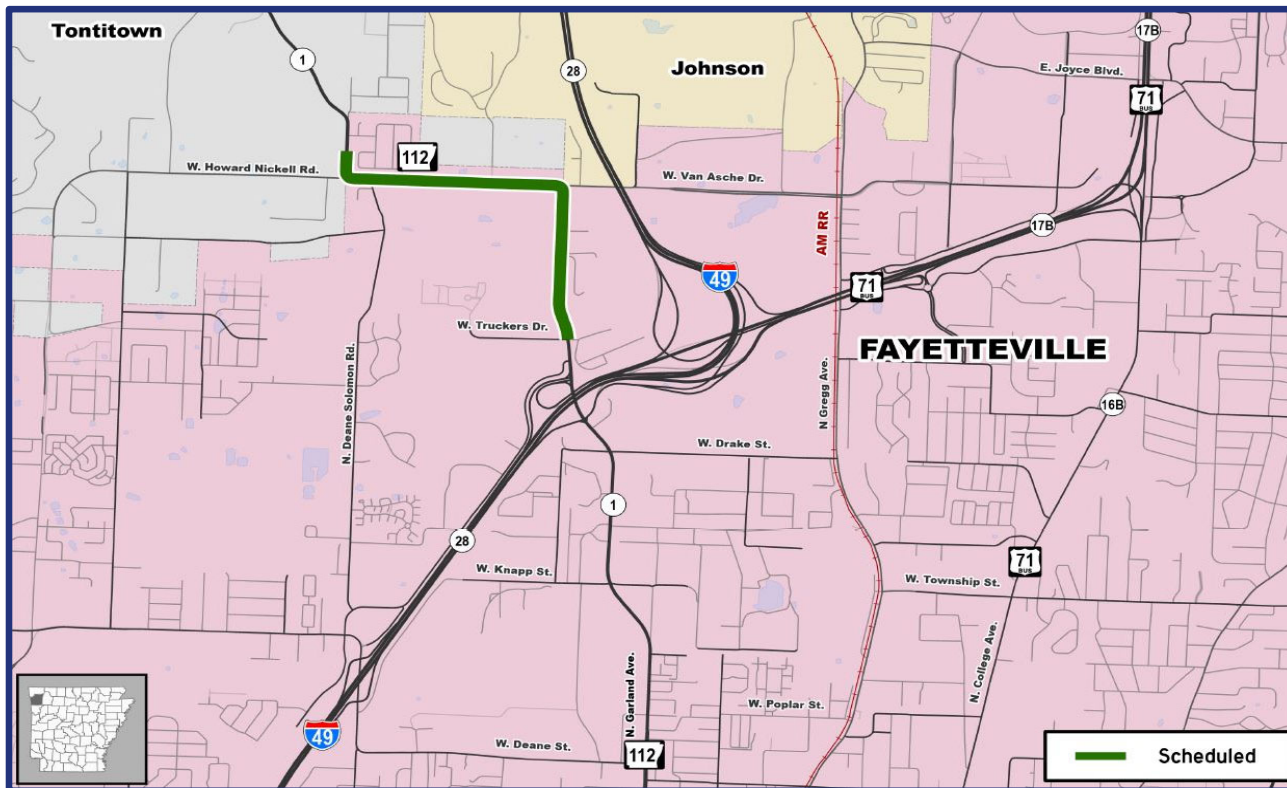 Tontitown
17B
1
28
Johnson
E. Joyce Blvd.
71
BUS
112
W. Howard Nickell Rd.
W. Van Asche Dr.
AM RR
17B
49
71
BUS
W. Truckers Dr.
FAYETTEVILLE
N. Deane Solomon Rd.
N Gregg Ave.
16B
W. Drake St.
1
28
71
BUS
W. Knapp St.
W. Township St.
N. College Ave.
N. Garland Ave.
W. Poplar St.
49
W. Deane St.
112
Scheduled